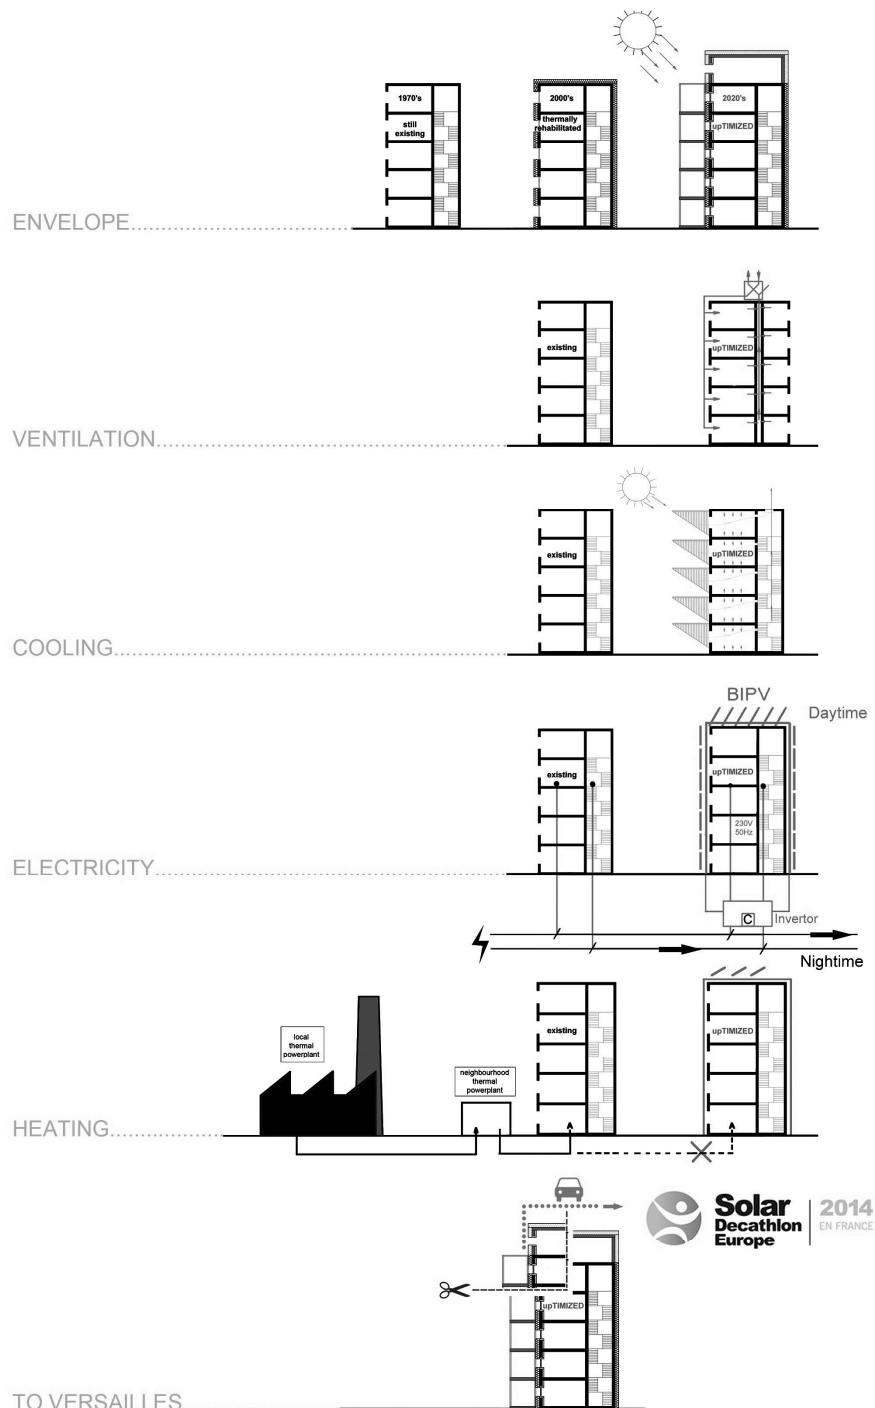 1970's
still
existing
2000's
thermally
rehabilitated
2020's
upTIMIZED
ENVELOPE
existing
upTIMIZED
VENTILATION
existing
upTIMIZED
COOLING
BIPV
Daytime
existing
upTIMIZED
230V
50Hz
ELECTRICITY
C
Invertor
Nightime
local
thermal
powerplant
neighbourhood
thermal
powerplant
existing
upTIMIZED
HEATING
Solar
Decathlon
Europe
2014
EN FRANCE
upTIMIZED
TO VERSAILLES